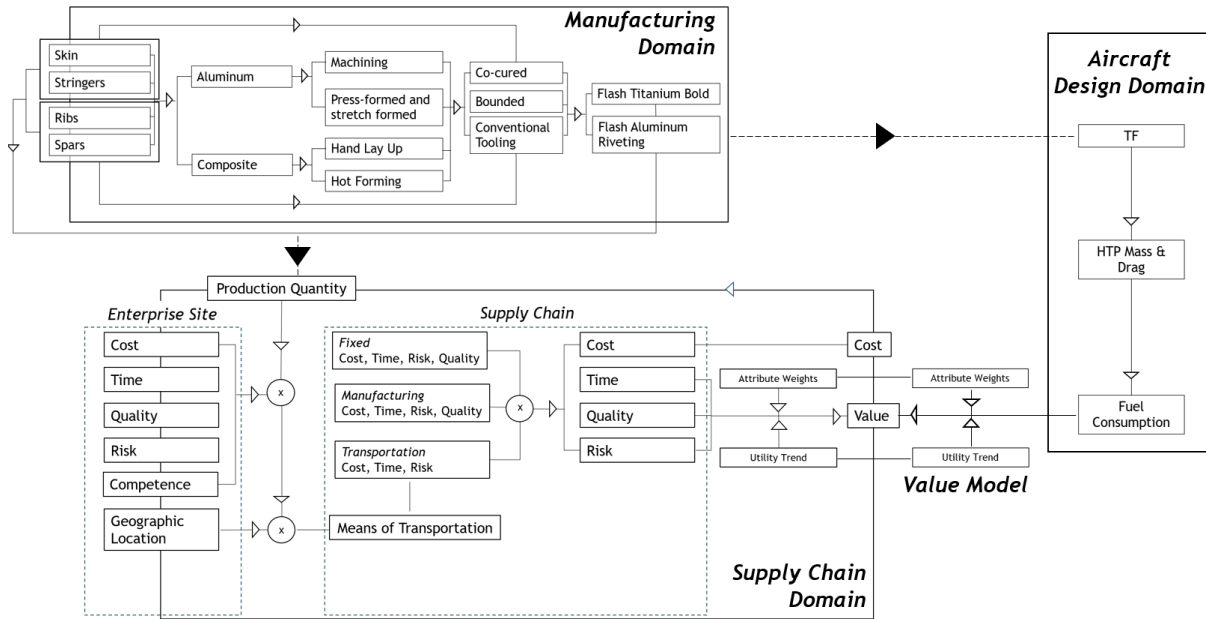 Manufacturing
Domain
Skin
Stringers
Ribs
Spars
Aluminum
Composite
Machining
Press-formed and
stretch formed
Hand Lay Up
Hot Forming
Co-cured
Bounded
Conventional
Tooling
Flash Titanium Bold
Flash Aluminum
Riveting
Aircraft
Design Domain
TF
HTP Mass &
Drag
Fuel
Consumption
Production Quantity
Enterprise Site
Cost
Time
Quality
Risk
Competence
Geographic
Location
x
x
Supply Chain
Fixed
Cost, Time, Risk, Quality
Manufacturing
Cost, Time, Risk, Quality
Transportation
Cost, Time, Risk
Means of Transportation
x
Cost
Time
Quality
Risk
Cost
Value
Attribute Weights
Utility Trend
Attribute Weights
Utility Trend
Value Model
Supply Chain
Domain